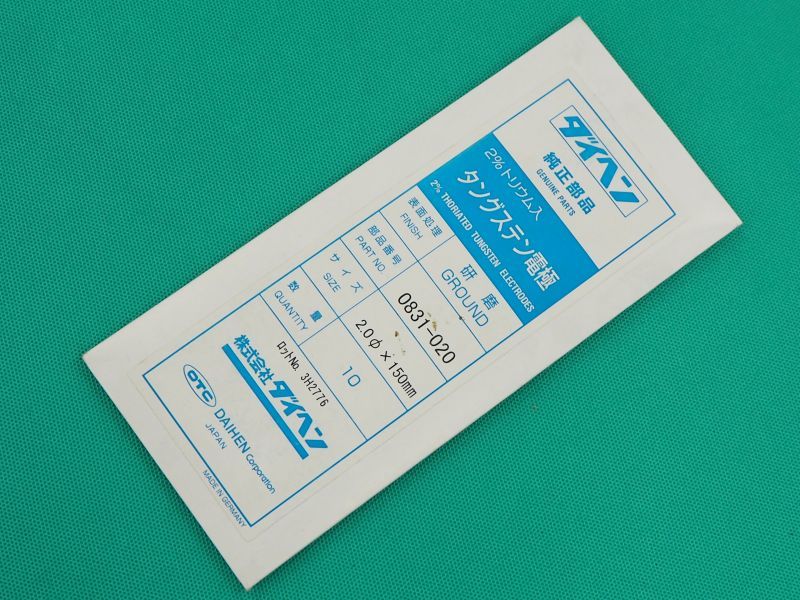 ダイヘン
純正部品
GENUINE PARTS
2%トリウム入
タングステン電極
2% THORIATED TUNGSTEN ELECTRODES
表面処理 研磨
FINISH GROUND
部品番号 0831-020
PART NO.
サイズ 2.0φ×150mm
SIZE
数量 10
QUANTITY
ロットNo. 3H2776
株式会社ダイヘン
OTC DAIHEN Corporation
JAPAN
MADE IN GERMANY